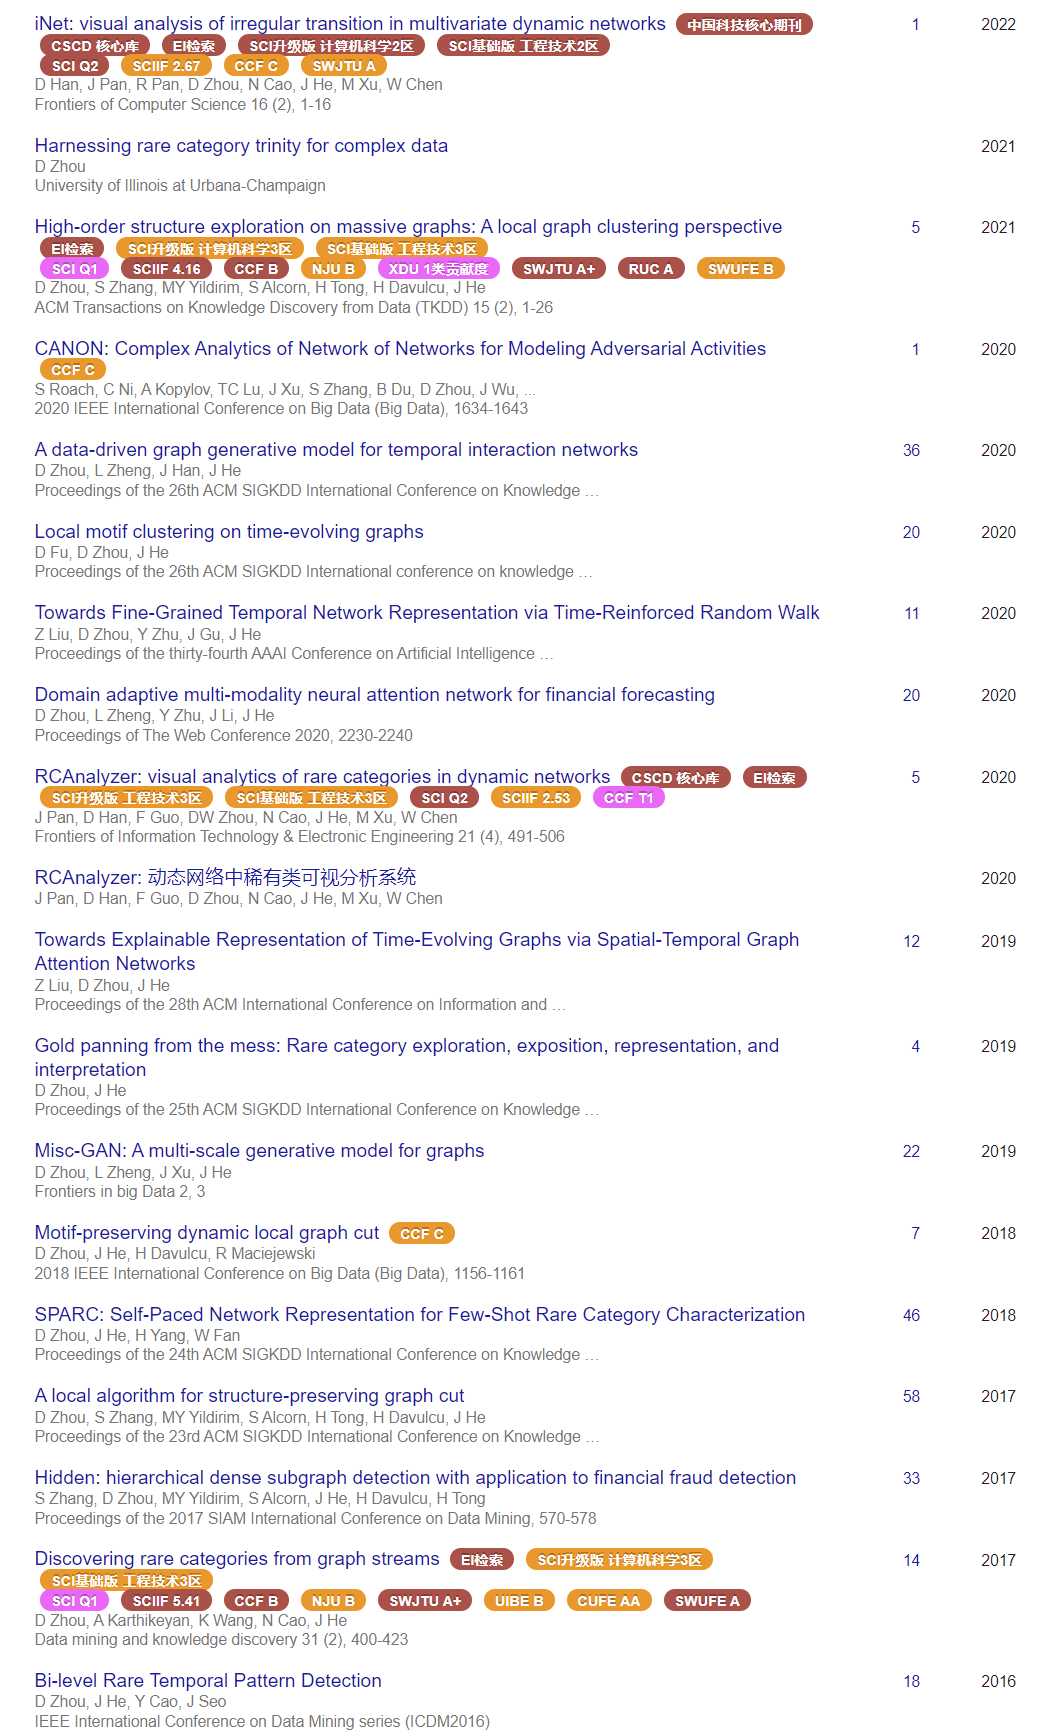 iNet: visual analysis of irregular transition in multivariate dynamic networks 中国科技核心期刊 1 2022
CSCD 核心库 EI检索 SCI升级版 计算机科学2区 SCI基础版 工程技术2区
SCI Q2 SCIIF 2.67 CCF C SWJTU A
D Han, J Pan, R Pan, D Zhou, N Cao, J He, M Xu, W Chen
Frontiers of Computer Science 16 (2), 1-16
Harnessing rare category trinity for complex data 2021
D Zhou
University of Illinois at Urbana-Champaign
High-order structure exploration on massive graphs: A local graph clustering perspective 5 2021
EI检索 SCI升级版 计算机科学3区 SCI基础版 工程技术3区
SCI Q1 SCIIF 4.16 CCF B NJU B XDU 1类贡献度 SWJTU A+ RUC A SWUFE B
D Zhou, S Zhang, MY Yildirim, S Alcorn, H Tong, H Davulcu, J He
ACM Transactions on Knowledge Discovery from Data (TKDD) 15 (2), 1-26
CANON: Complex Analytics of Network of Networks for Modeling Adversarial Activities 1 2020
CCF C
S Roach, C Ni, A Kopylov, TC Lu, J Xu, S Zhang, B Du, D Zhou, J Wu, ...
2020 IEEE International Conference on Big Data (Big Data), 1634-1643
A data-driven graph generative model for temporal interaction networks 36 2020
D Zhou, L Zheng, J Han, J He
Proceedings of the 26th ACM SIGKDD International Conference on Knowledge …
Local motif clustering on time-evolving graphs 20 2020
D Fu, D Zhou, J He
Proceedings of the 26th ACM SIGKDD International conference on knowledge …
Towards Fine-Grained Temporal Network Representation via Time-Reinforced Random Walk 11 2020
Z Liu, D Zhou, Y Zhu, J Gu, J He
Proceedings of the thirty-fourth AAAI Conference on Artificial Intelligence …
Domain adaptive multi-modality neural attention network for financial forecasting 20 2020
D Zhou, L Zheng, Y Zhu, J Li, J He
Proceedings of The Web Conference 2020, 2230-2240
RCAnalyzer: visual analytics of rare categories in dynamic networks CSCD 核心库 EI检索 5 2020
SCI升级版 工程技术3区 SCI基础版 工程技术3区 SCI Q2 SCIIF 2.53 CCF T1
J Pan, D Han, F Guo, DW Zhou, N Cao, J He, M Xu, W Chen
Frontiers of Information Technology & Electronic Engineering 21 (4), 491-506
RCAnalyzer: 动态网络中稀有类可视分析系统 2020
J Pan, D Han, F Guo, D Zhou, N Cao, J He, M Xu, W Chen
Towards Explainable Representation of Time-Evolving Graphs via Spatial-Temporal Graph 12 2019
Attention Networks
Z Liu, D Zhou, J He
Proceedings of the 28th ACM International Conference on Information and …
Gold panning from the mess: Rare category exploration, exposition, representation, and 4 2019
interpretation
D Zhou, J He
Proceedings of the 25th ACM SIGKDD International Conference on Knowledge …
Misc-GAN: A multi-scale generative model for graphs 22 2019
D Zhou, L Zheng, J Xu, J He
Frontiers in big Data 2, 3
Motif-preserving dynamic local graph cut CCF C 7 2018
D Zhou, J He, H Davulcu, R Maciejewski
2018 IEEE International Conference on Big Data (Big Data), 1156-1161
SPARC: Self-Paced Network Representation for Few-Shot Rare Category Characterization 46 2018
D Zhou, J He, H Yang, W Fan
Proceedings of the 24th ACM SIGKDD International Conference on Knowledge …
A local algorithm for structure-preserving graph cut 58 2017
D Zhou, S Zhang, MY Yildirim, S Alcorn, H Tong, H Davulcu, J He
Proceedings of the 23rd ACM SIGKDD International Conference on Knowledge …
Hidden: hierarchical dense subgraph detection with application to financial fraud detection 33 2017
S Zhang, D Zhou, MY Yildirim, S Alcorn, J He, H Davulcu, H Tong
Proceedings of the 2017 SIAM International Conference on Data Mining, 570-578
Discovering rare categories from graph streams EI检索 SCI升级版 计算机科学3区 14 2017
SCI基础版 工程技术3区
SCI Q1 SCIIF 5.41 CCF B NJU B SWJTU A+ UIBE B CUFE AA SWUFE A
D Zhou, A Karthikeyan, K Wang, N Cao, J He
Data mining and knowledge discovery 31 (2), 400-423
Bi-level Rare Temporal Pattern Detection 18 2016
D Zhou, J He, Y Cao, J Seo
IEEE International Conference on Data Mining series (ICDM2016)